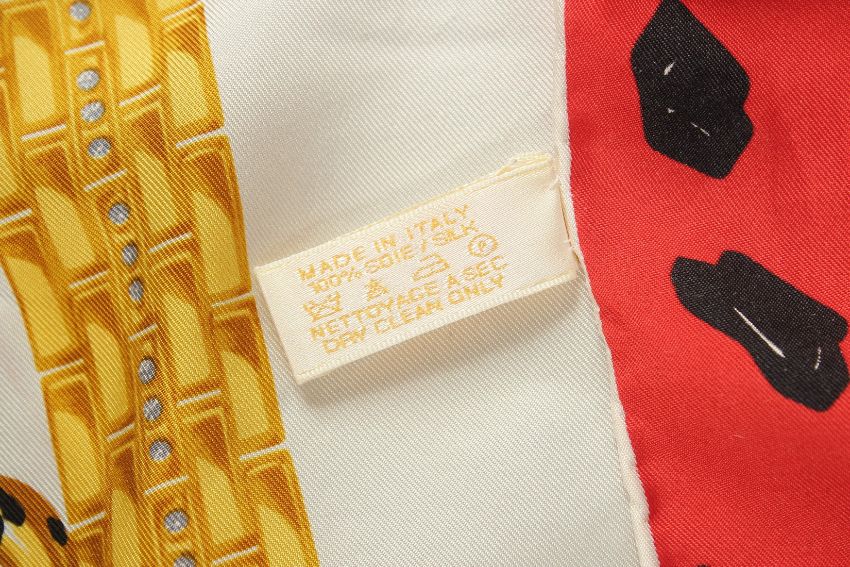 MADE IN ITALY
100% SOIE / SILK
P
NETTOYAGE A SEC
DRY CLEAN ONLY